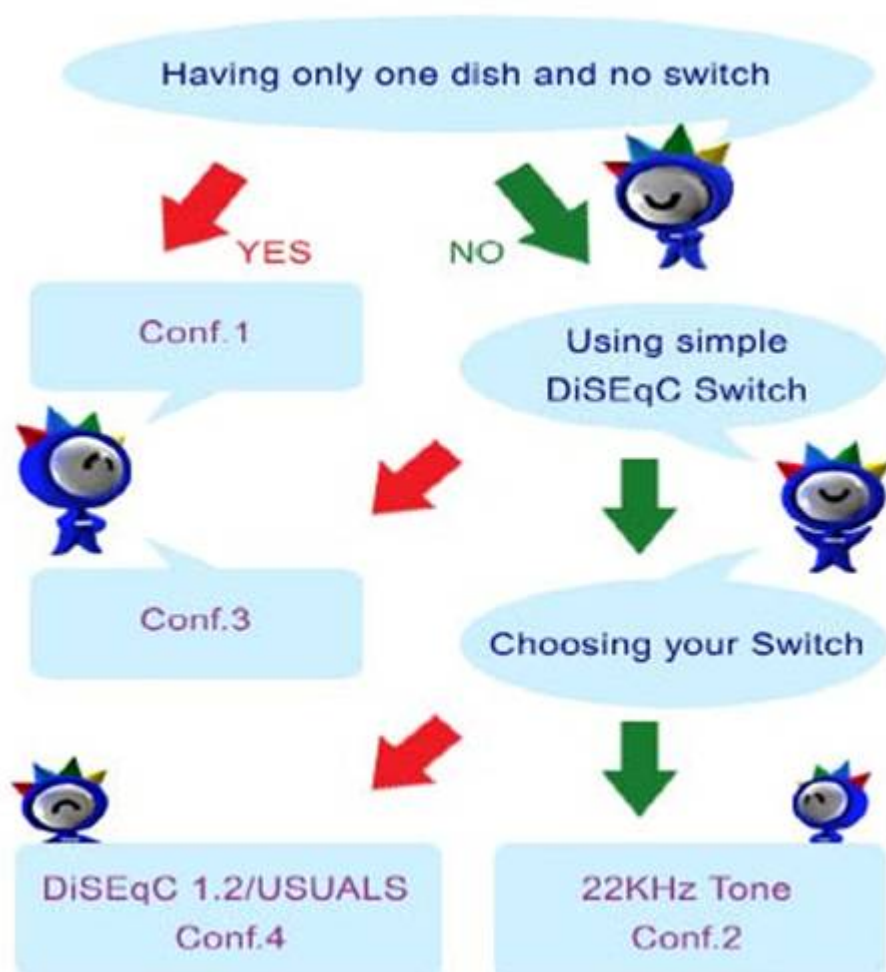 Having only one dish and no switch
YES
NO
Conf.1
Using simple
DiSEqC Switch
Conf.3
Choosing your Switch
DiSEqC 1.2/USUALS
Conf.4
22KHz Tone
Conf.2